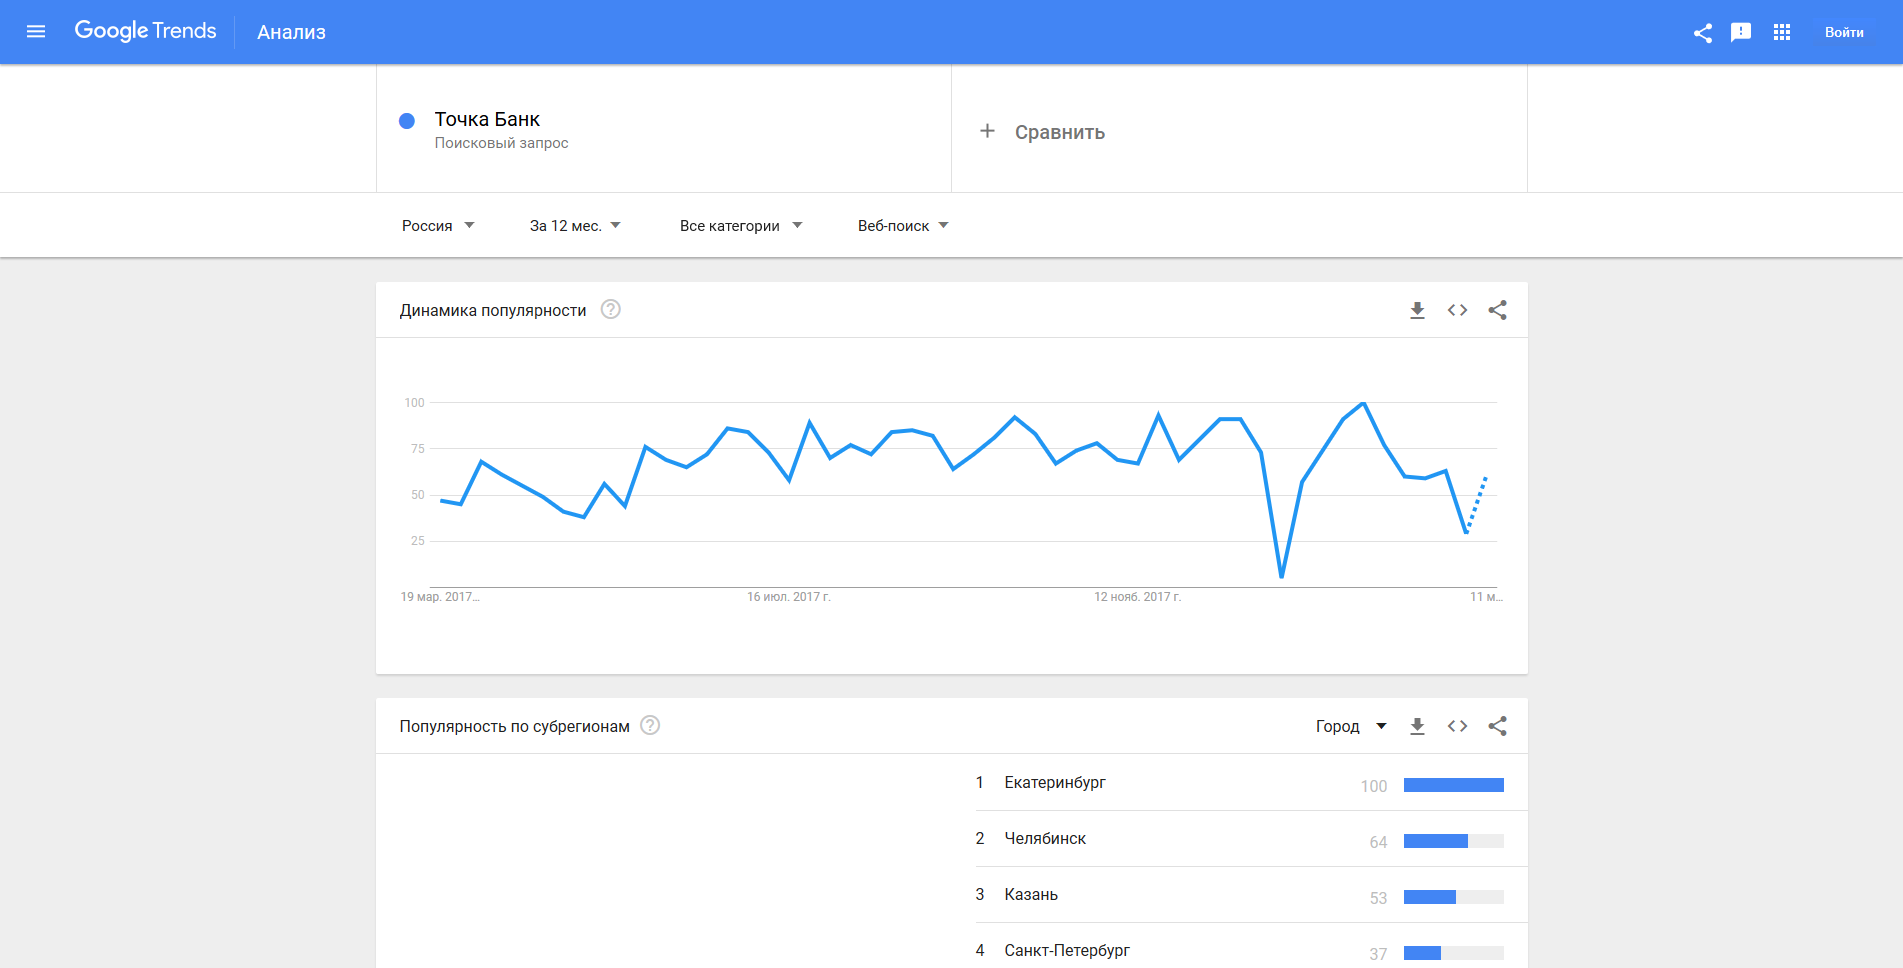 Google Trends Анализ Войти
Точка Банк
Поисковый запрос
+ Сравнить
Россия За 12 мес. Все категории Веб-поиск
Динамика популярности
100
75
50
25
19 мар. 2017… 16 июл. 2017 г. 12 нояб. 2017 г. 11 м…
Популярность по субрегионам Город
1 Екатеринбург 100
2 Челябинск 64
3 Казань 53
4 Санкт-Петербург 37